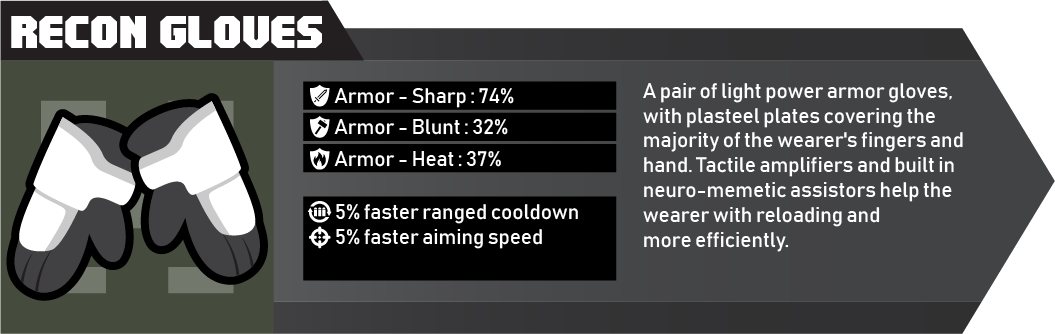 RECON GLOVES
Armor - Sharp : 74%
Armor - Blunt : 32%
Armor - Heat : 37%
5% faster ranged cooldown
5% faster aiming speed
A pair of light power armor gloves,
with plasteel plates covering the
majority of the wearer's fingers and
hand. Tactile amplifiers and built in
neuro-memetic assistors help the
wearer with reloading and
more efficiently.